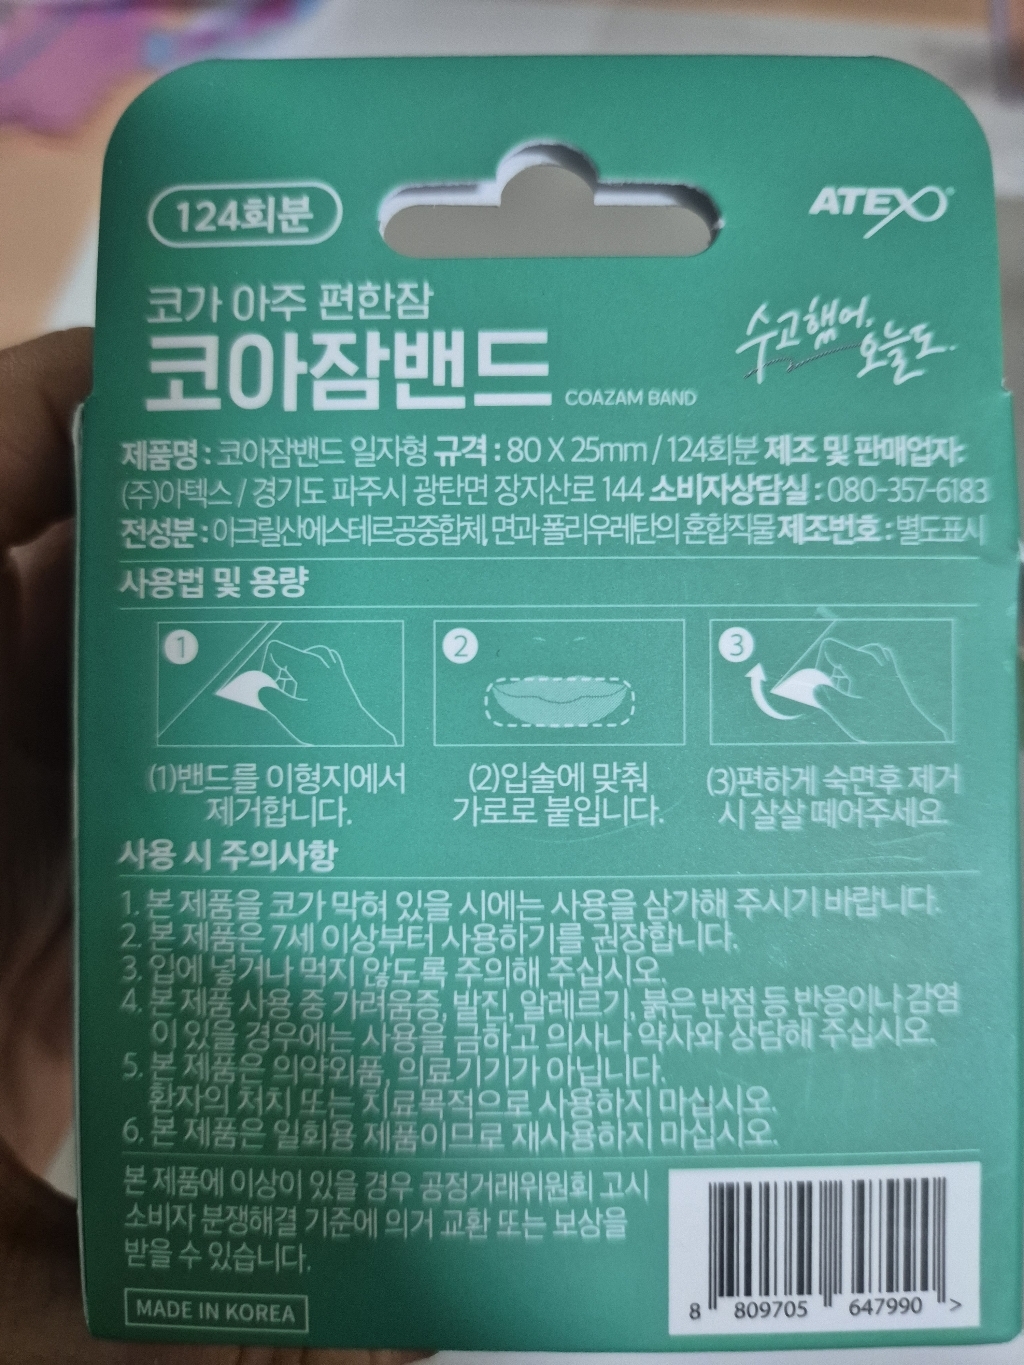 124회분
ATEX
코가 아주 편한잠
코아잠밴드 COAZAM BAND
수고했어, 오늘도.
제품명 : 코아잠밴드 일자형 규격 : 80 X 25mm / 124회분 제조 및 판매업자:
(주)아텍스 / 경기도 파주시 광탄면 장지산로 144 소비자상담실 : 080-357-6183
전성분 : 아크릴산에스테르공중합체, 면과 폴리우레탄의 혼합직물 제조번호 : 별도표시
사용법 및 용량
1
2
3
(1)밴드를 이형지에서
제거합니다.
(2)입술에 맞춰
가로로 붙입니다.
(3)편하게 숙면후 제거
시 살살 떼어주세요.
사용 시 주의사항
1. 본 제품을 코가 막혀 있을 시에는 사용을 삼가해 주시기 바랍니다.
2. 본 제품은 7세 이상부터 사용하기를 권장합니다.
3. 입에 넣거나 먹지 않도록 주의해 주십시오.
4. 본 제품 사용 중 가려움증, 발진, 알레르기, 붉은 반점 등 반응이나 감염
이 있을 경우에는 사용을 금하고 의사나 약사와 상담해 주십시오.
5. 본 제품은 의약외품, 의료기기가 아닙니다.
환자의 처치 또는 치료목적으로 사용하지 마십시오.
6. 본 제품은 일회용 제품이므로 재사용하지 마십시오.
본 제품에 이상이 있을 경우 공정거래위원회 고시
소비자 분쟁해결 기준에 의거 교환 또는 보상을
받을 수 있습니다.
MADE IN KOREA
8 809705 647990 >